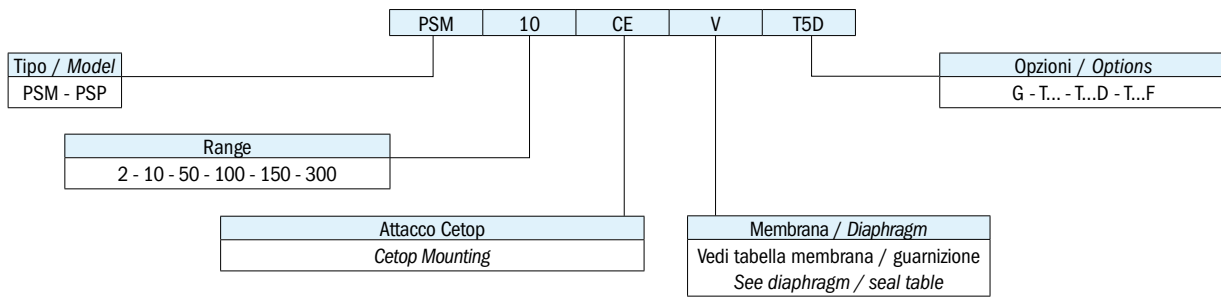 PSM 10 CE V T5D
Tipo / Model
PSM - PSP
Opzioni / Options
G - T... - T...D - T...F
Range
2 - 10 - 50 - 100 - 150 - 300
Attacco Cetop
Cetop Mounting
Membrana / Diaphragm
Vedi tabella membrana / guarnizione
See diaphragm / seal table